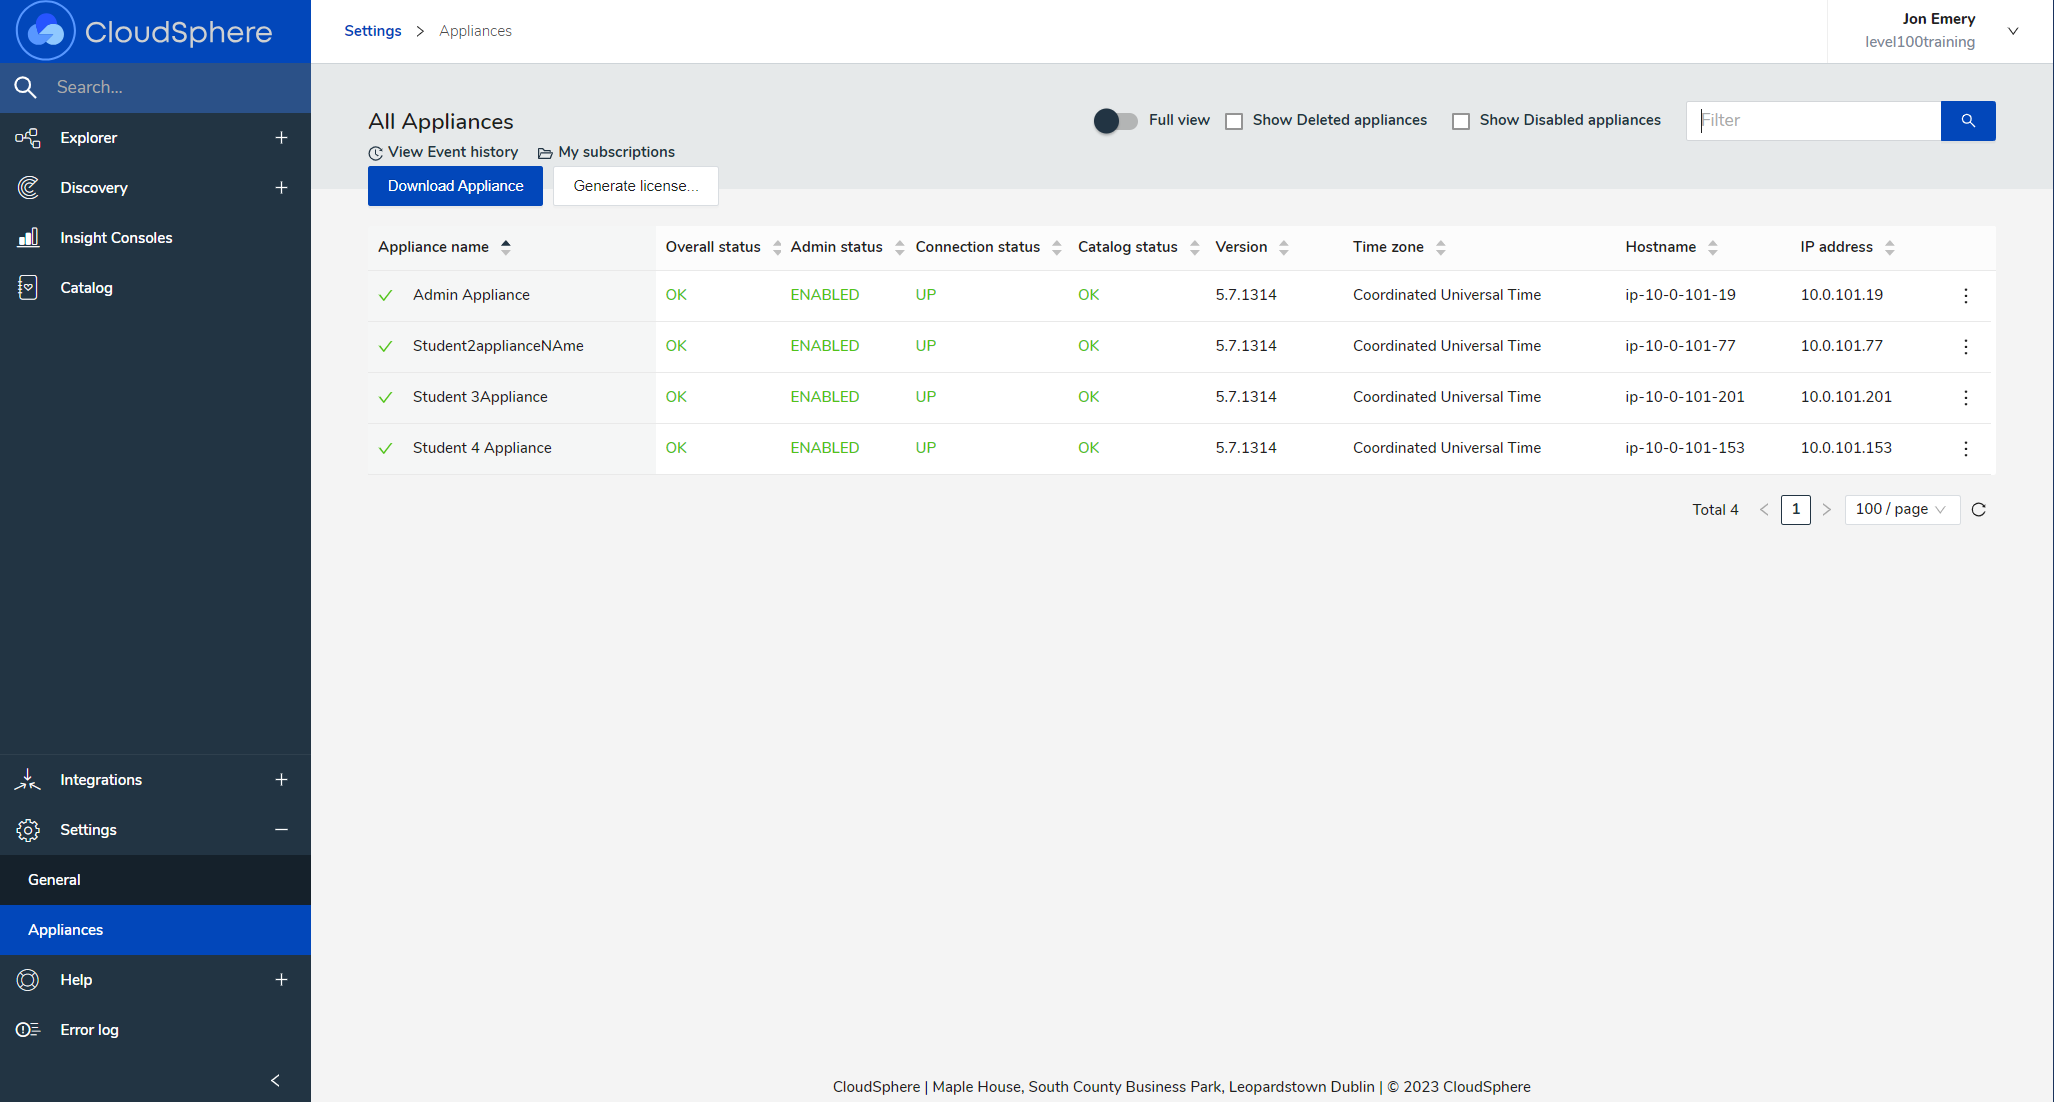 CloudSphere
Settings > Appliances
Jon Emery
level100training
Search...
Explorer
Discovery
Insight Consoles
Catalog
Integrations
Settings
General
Appliances
Help
Error log
All Appliances
Full view
Show Deleted appliances
Show Disabled appliances
Filter
View Event history My subscriptions
Download Appliance Generate license...
Appliance name Overall status Admin status Connection status Catalog status Version Time zone Hostname IP address
Admin Appliance OK ENABLED UP OK 5.7.1314 Coordinated Universal Time ip-10-0-101-19 10.0.101.19
Student2applianceNAme OK ENABLED UP OK 5.7.1314 Coordinated Universal Time ip-10-0-101-77 10.0.101.77
Student 3Appliance OK ENABLED UP OK 5.7.1314 Coordinated Universal Time ip-10-0-101-201 10.0.101.201
Student 4 Appliance OK ENABLED UP OK 5.7.1314 Coordinated Universal Time ip-10-0-101-153 10.0.101.153
Total 4 < 1 > 100 / page
CloudSphere | Maple House, South County Business Park, Leopardstown Dublin | © 2023 CloudSphere